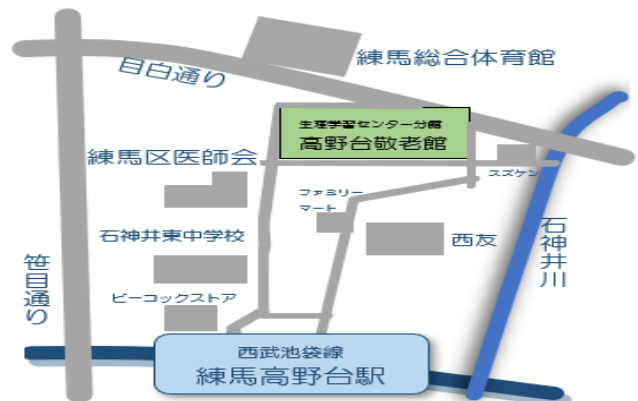 練馬総合体育館
目白通り
生涯学習センター分館
高野台敬老館
練馬区医師会
スズケン
ファミリー
マート
石神井東中学校
西友
石神井川
笹目通り
ピーコックストア
西武池袋線
練馬高野台駅